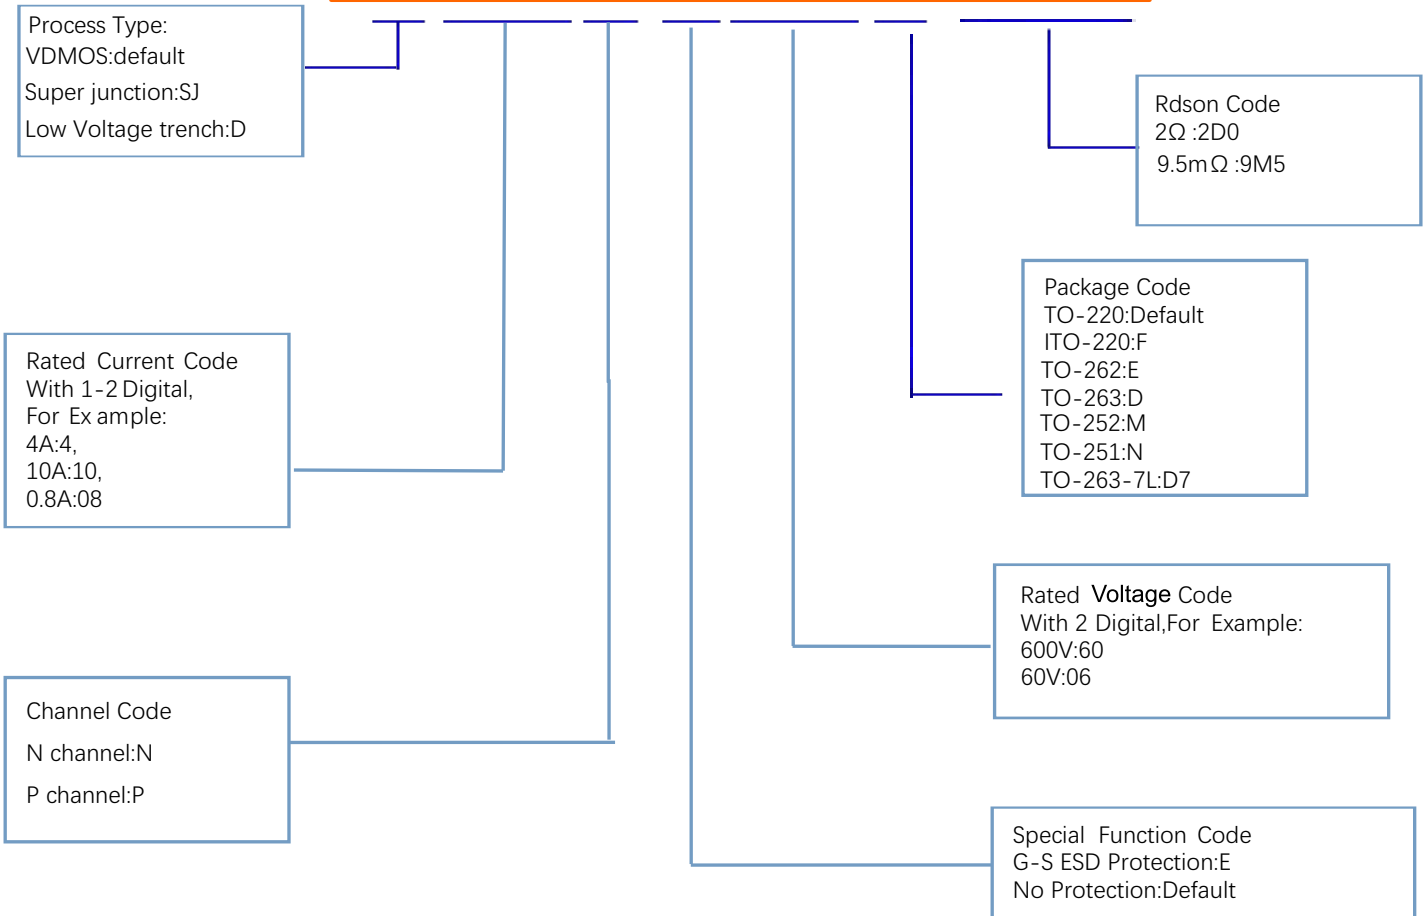 Process Type:
VDMOS:default
Super junction:SJ
Low Voltage trench:D
Rdson Code
2Ω :2D0
9.5mΩ :9M5
Package Code
TO-220:Default
ITO-220:F
TO-262:E
TO-263:D
TO-252:M
TO-251:N
TO-263-7L:D7
Rated Current Code
With 1-2 Digital,
For Ex ample:
4A:4,
10A:10,
0.8A:08
Rated Voltage Code
With 2 Digital,For Example:
600V:60
60V:06
Channel Code
N channel:N
P channel:P
Special Function Code
G-S ESD Protection:E
No Protection:Default